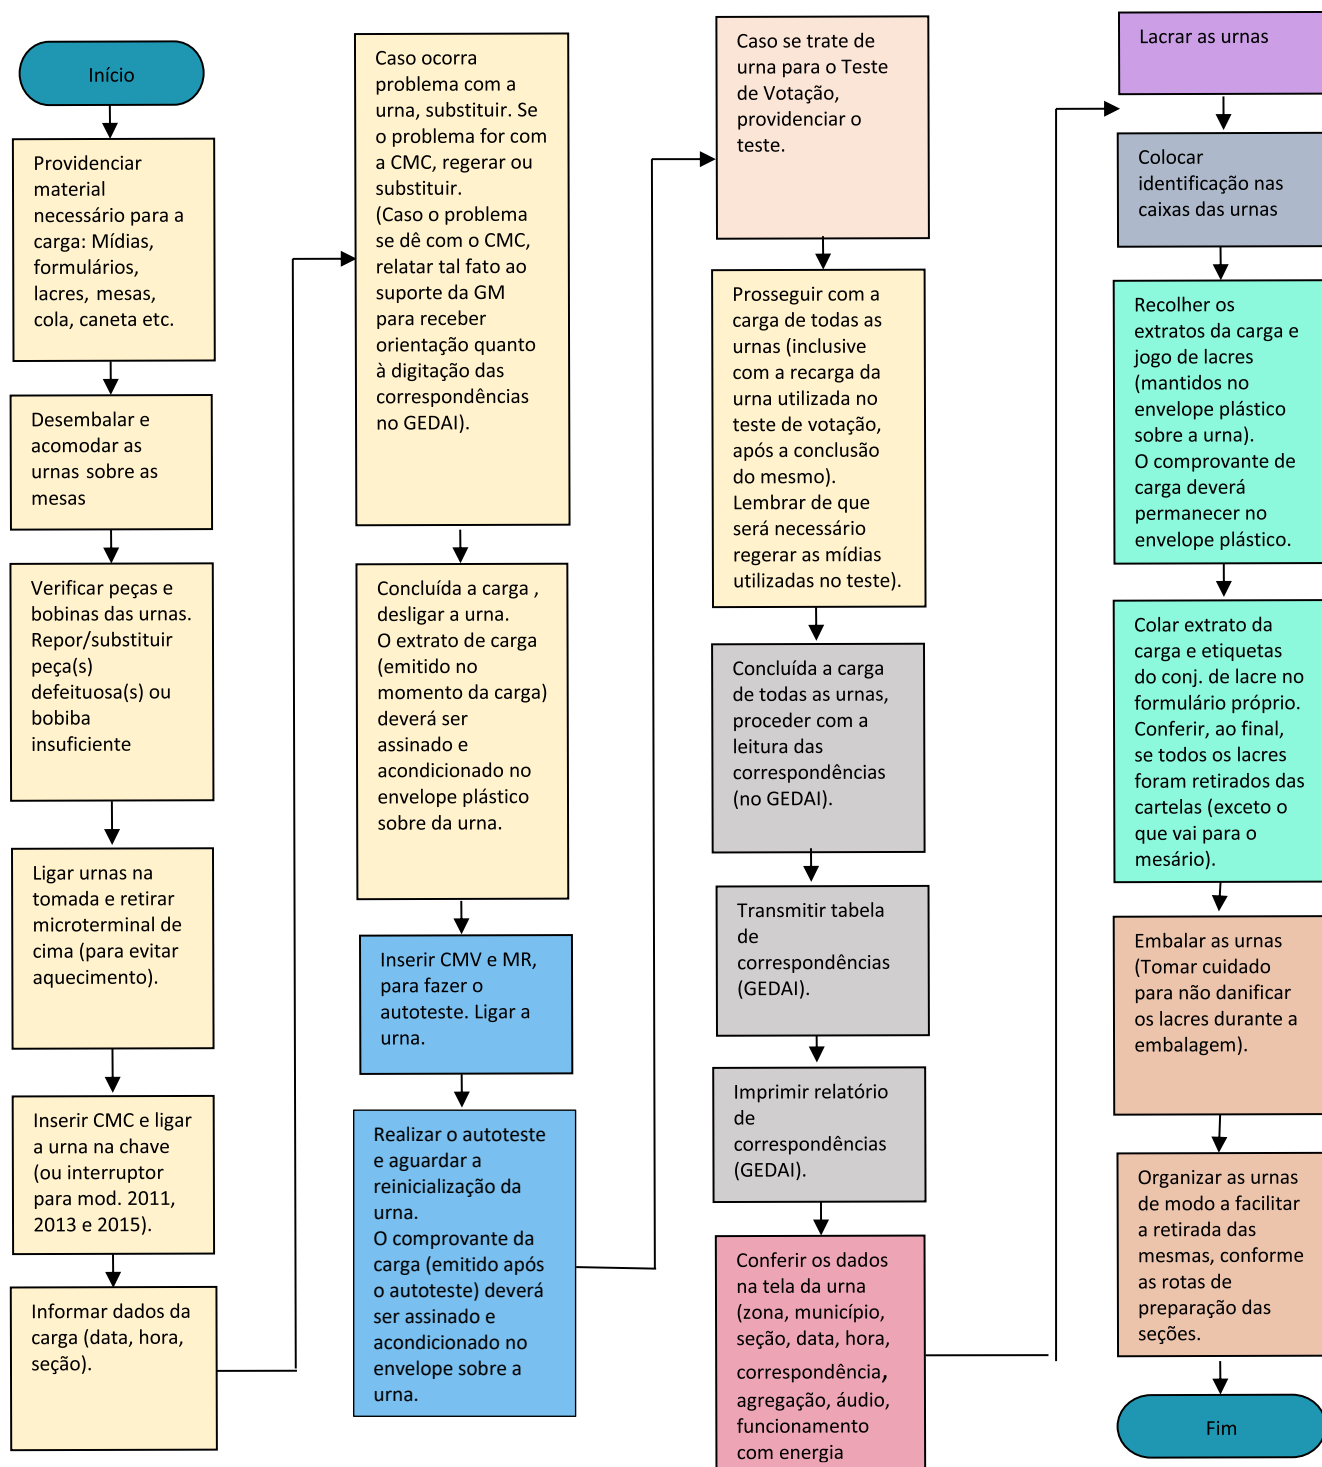 Início
Providenciar
material
necessário para a
carga: Mídias,
formulários,
lacres, mesas,
cola, caneta etc.
Desembalar e
acomodar as
urnas sobre as
mesas
Verificar peças e
bobinas das urnas.
Repor/substituir
peça(s)
defeituosa(s) ou
bobiba
insuficiente
Ligar urnas na
tomada e retirar
microterminal de
cima (para evitar
aquecimento).
Inserir CMC e ligar
a urna na chave
(ou interruptor
para mod. 2011,
2013 e 2015).
Informar dados da
carga (data, hora,
seção).
Caso ocorra
problema com a
urna, substituir. Se
o problema for com
a CMC, regerar ou
substituir.
(Caso o problema
se dê com o CMC,
relatar tal fato ao
suporte da GM
para receber
orientação quanto
à digitação das
correspondências
no GEDAI).
Concluída a carga ,
desligar a urna.
O extrato de carga
(emitido no
momento da carga)
deverá ser
assinado e
acondicionado no
envelope plástico
sobre da urna.
Inserir CMV e MR,
para fazer o
autoteste. Ligar a
urna.
Realizar o autoteste
e aguardar a
reinicialização da
urna.
O comprovante da
carga (emitido após
o autoteste) deverá
ser assinado e
acondicionado no
envelope sobre a
urna.
Caso se trate de
urna para o Teste
de Votação,
providenciar o
teste.
Prosseguir com a
carga de todas as
urnas (inclusive
com a recarga da
urna utilizada no
teste de votação,
após a conclusão
do mesmo).
Lembrar de que
será necessário
regerar as mídias
utilizadas no teste).
Concluída a carga
de todas as urnas,
proceder com a
leitura das
correspondências
(no GEDAI).
Transmitir tabela
de
correspondências
(GEDAI).
Imprimir relatório
de
correspondências
(GEDAI).
Conferir os dados
na tela da urna
(zona, município,
seção, data, hora,
correspondência,
agregação, áudio,
funcionamento
com energia
Lacrar as urnas
Colocar
identificação nas
caixas das urnas
Recolher os
extratos da carga e
jogo de lacres
(mantidos no
envelope plástico
sobre a urna).
O comprovante de
carga deverá
permanecer no
envelope plástico.
Colar extrato da
carga e etiquetas
do conj. de lacre no
formulário próprio.
Conferir, ao final,
se todos os lacres
foram retirados das
cartelas (exceto o
que vai para o
mesário).
Embalar as urnas
(Tomar cuidado
para não danificar
os lacres durante a
embalagem).
Organizar as urnas
de modo a facilitar
a retirada das
mesmas, conforme
as rotas de
preparação das
seções.
Fim